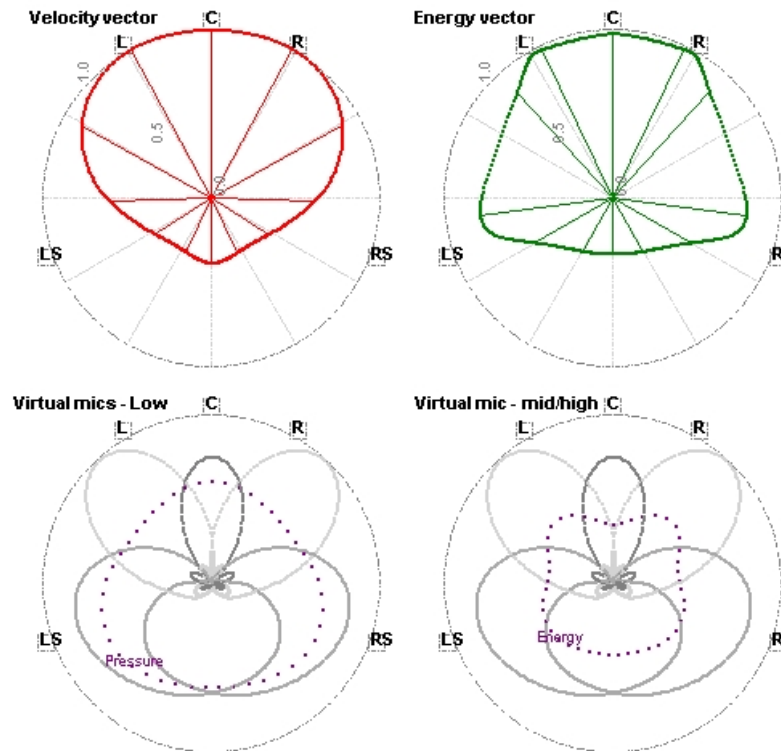 Velocity vector
C
L
R
1.0
0.5
0.0
LS
RS
Energy vector
C
L
R
1.0
0.5
0.0
LS
R
Virtual mics - Low
C
L
R
LS
RS
Pressure
Virtual mic - mid/high
C
L
R
LS
R
Energy